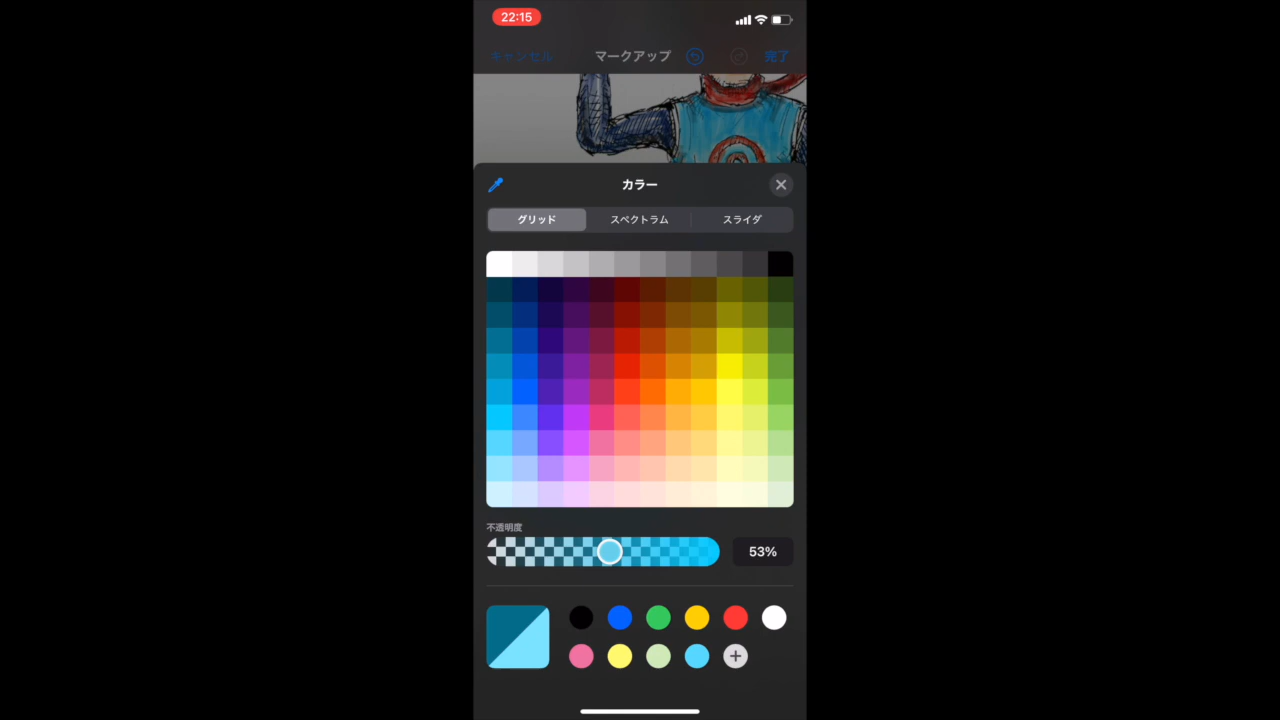 22:15
キャンセル マークアップ 完了
カラー
グリッド スペクトラム スライダ
不透明度
53%